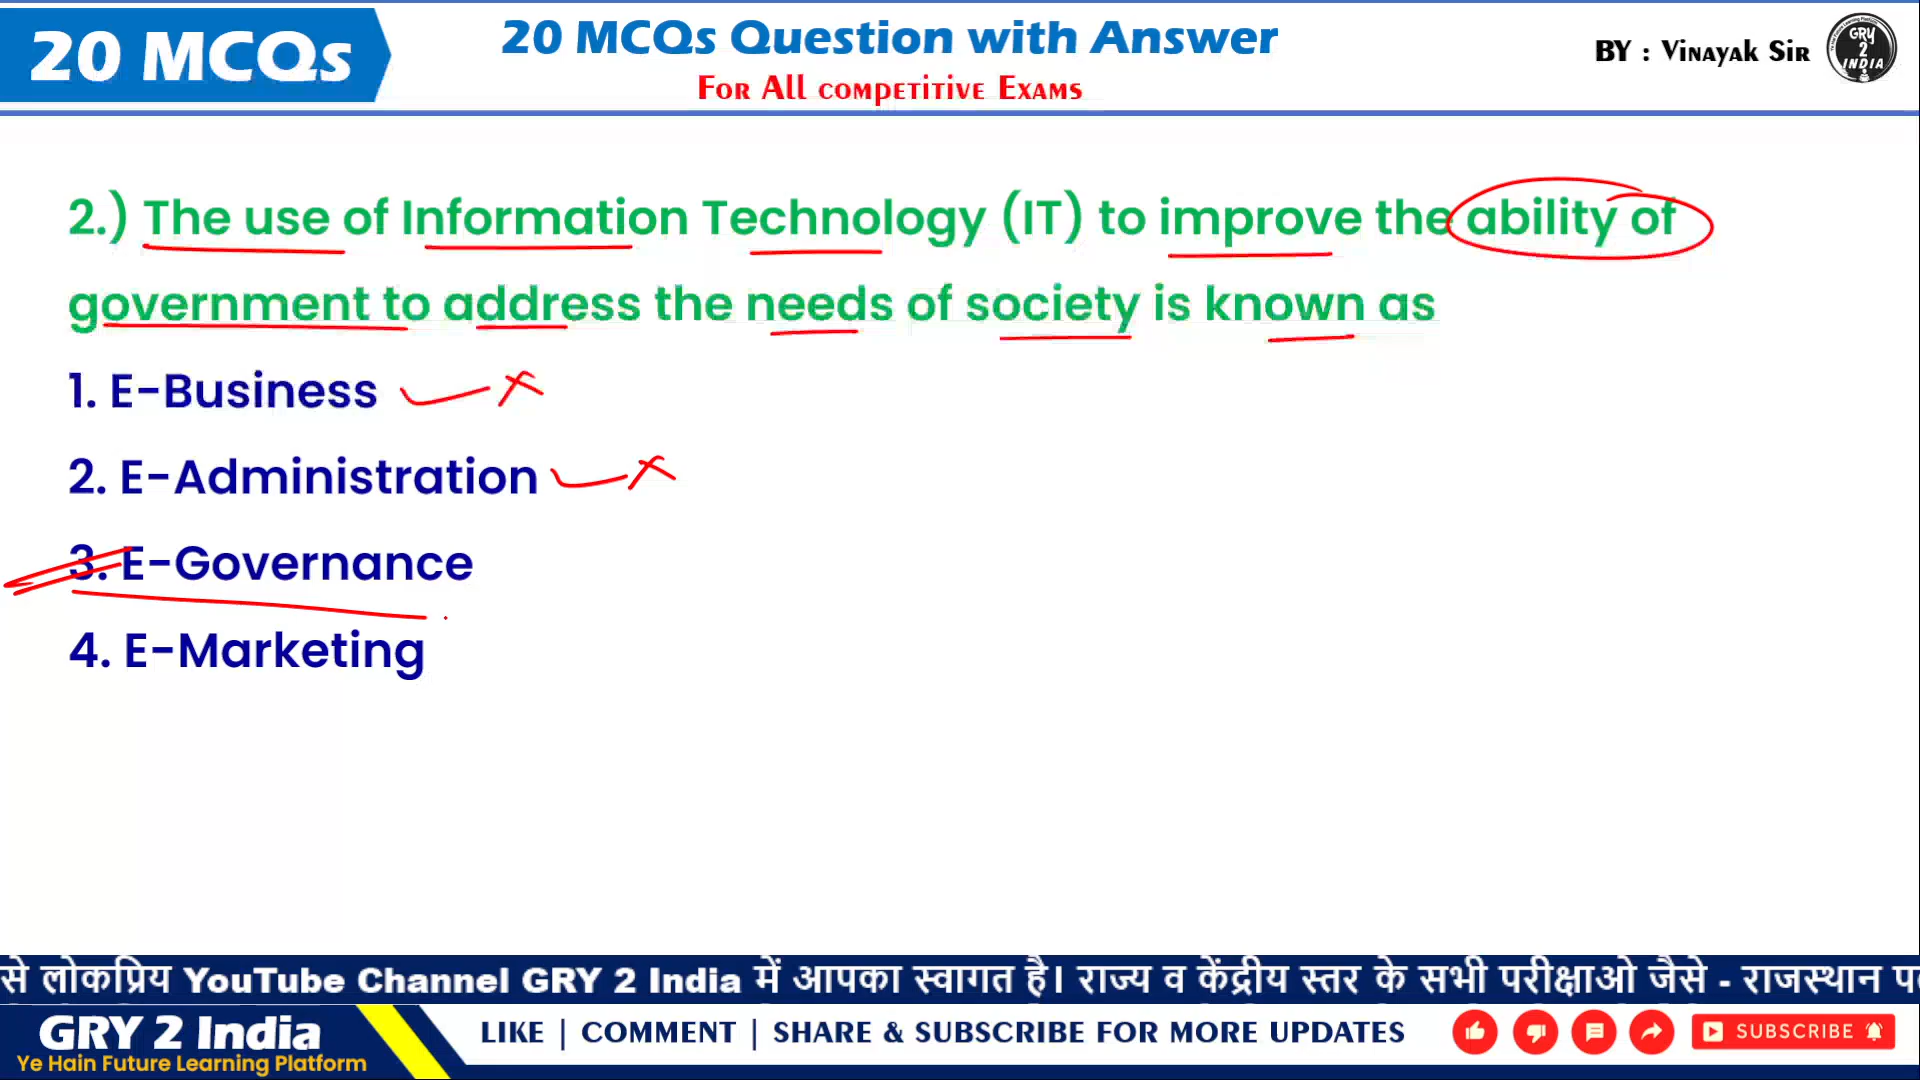 20 MCQs
20 MCQs Question with Answer
For All competitive Exams
BY : Vinayak Sir
GRY
2
INDIA
2.) The use of Information Technology (IT) to improve the ability of
government to address the needs of society is known as
1. E-Business
2. E-Administration
3. E-Governance
4. E-Marketing
से लोकप्रिय YouTube Channel GRY 2 India में आपका स्वागत है। राज्य व केंद्रीय स्तर के सभी परीक्षाओ जैसे - राजस्थान
GRY 2 India
Ye Hain Future Learning Platform
LIKE | COMMENT | SHARE & SUBSCRIBE FOR MORE UPDATES
SUBSCRIBE